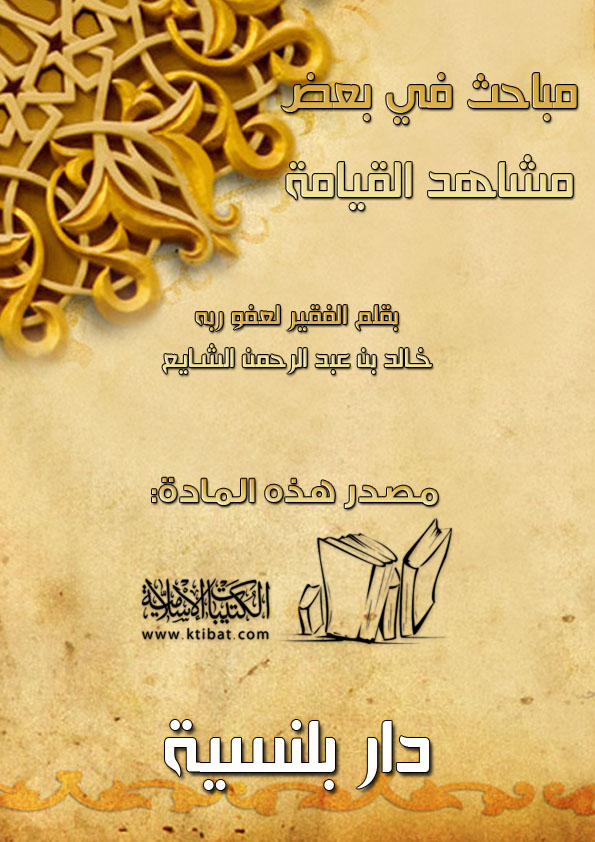 مباحث في بعض
مشاهد القيامة
بقلم الفقير لعفو ربه
خالد بن عبد الرحمن الشايع
مصدر هذه المادة:
الكتيبات الإسلامية
www.ktibat.com
دار بلنسية